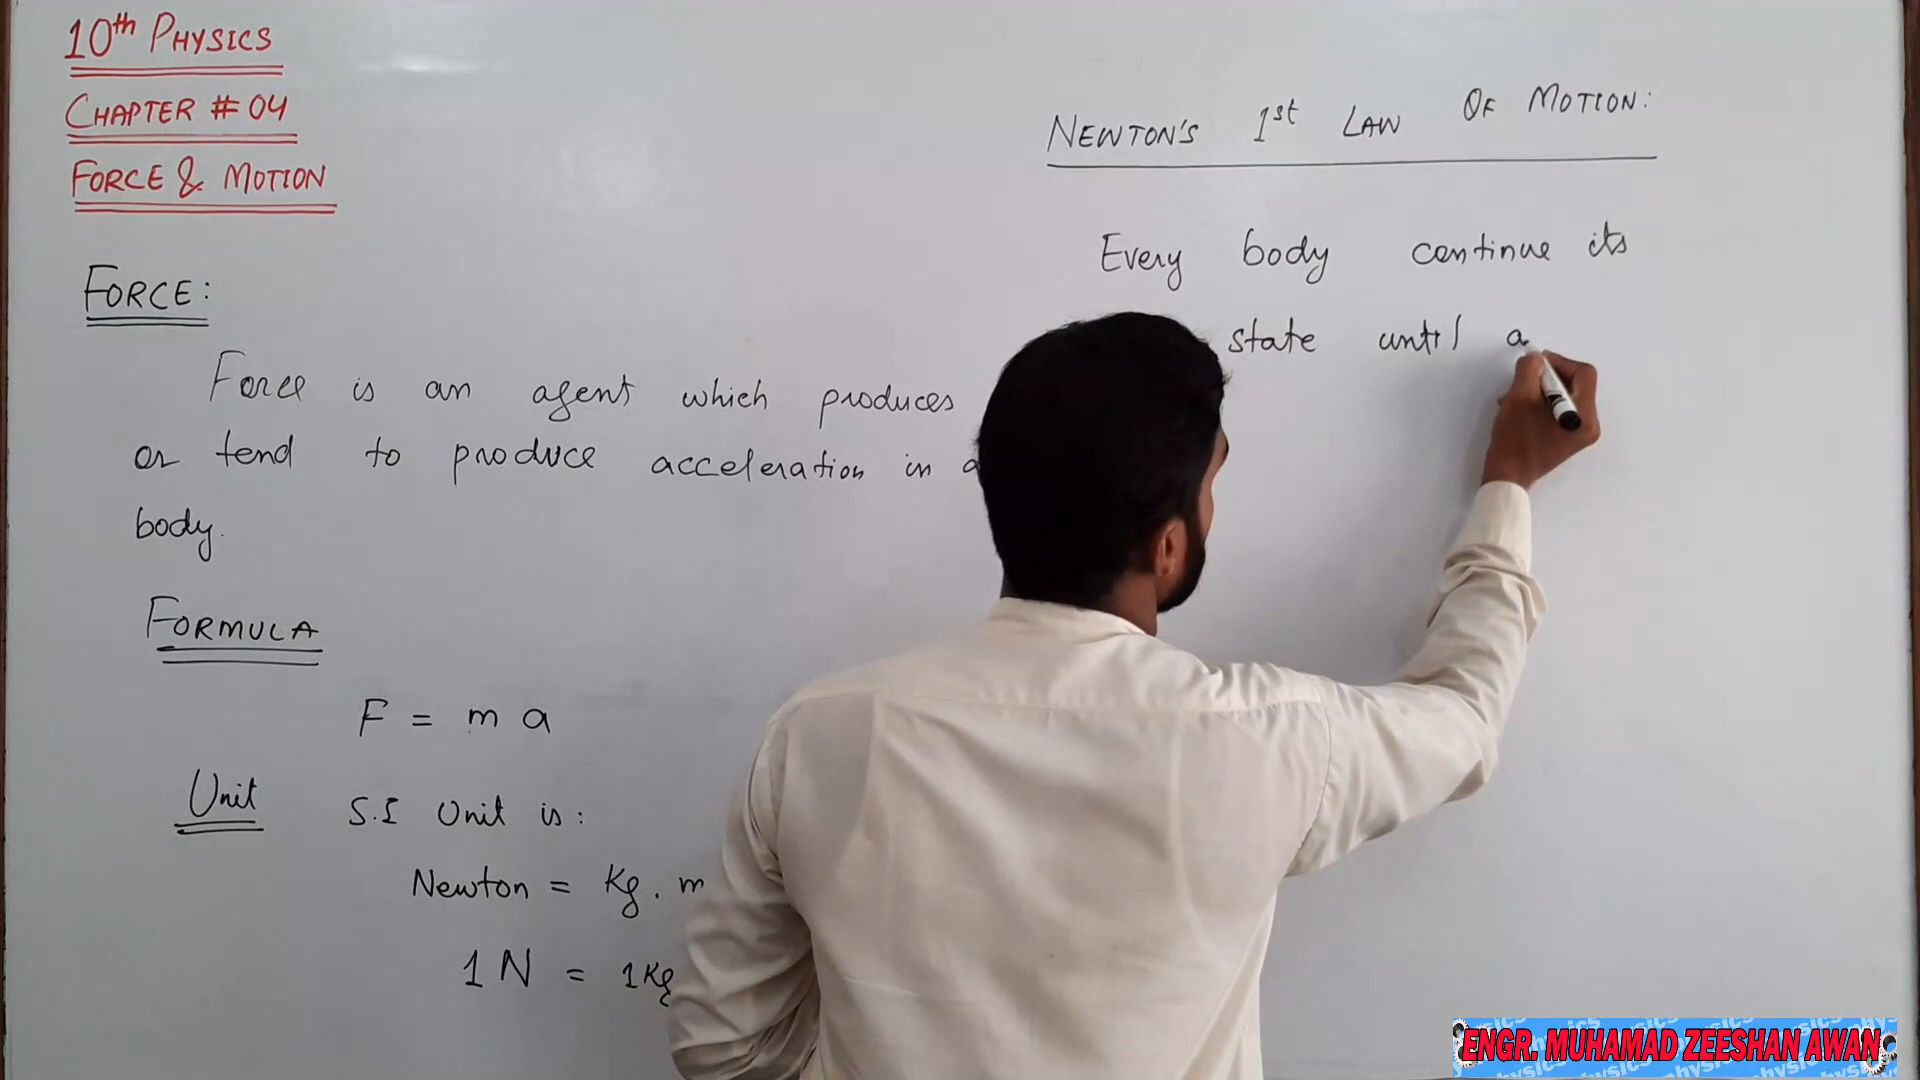 10th PHYSICS
CHAPTER # 04
FORCE & MOTION
FORCE:
Force is an agent which produces
or tend to produce acceleration in a
body.
FORMULA
F = m a
Unit S.I Unit is:
Newton = Kg . m
1 N = 1 Kg
NEWTON'S 1st LAW OF MOTION:
Every body continue its
state until a
ENGR. MUHAMAD ZEESHAN AWAN